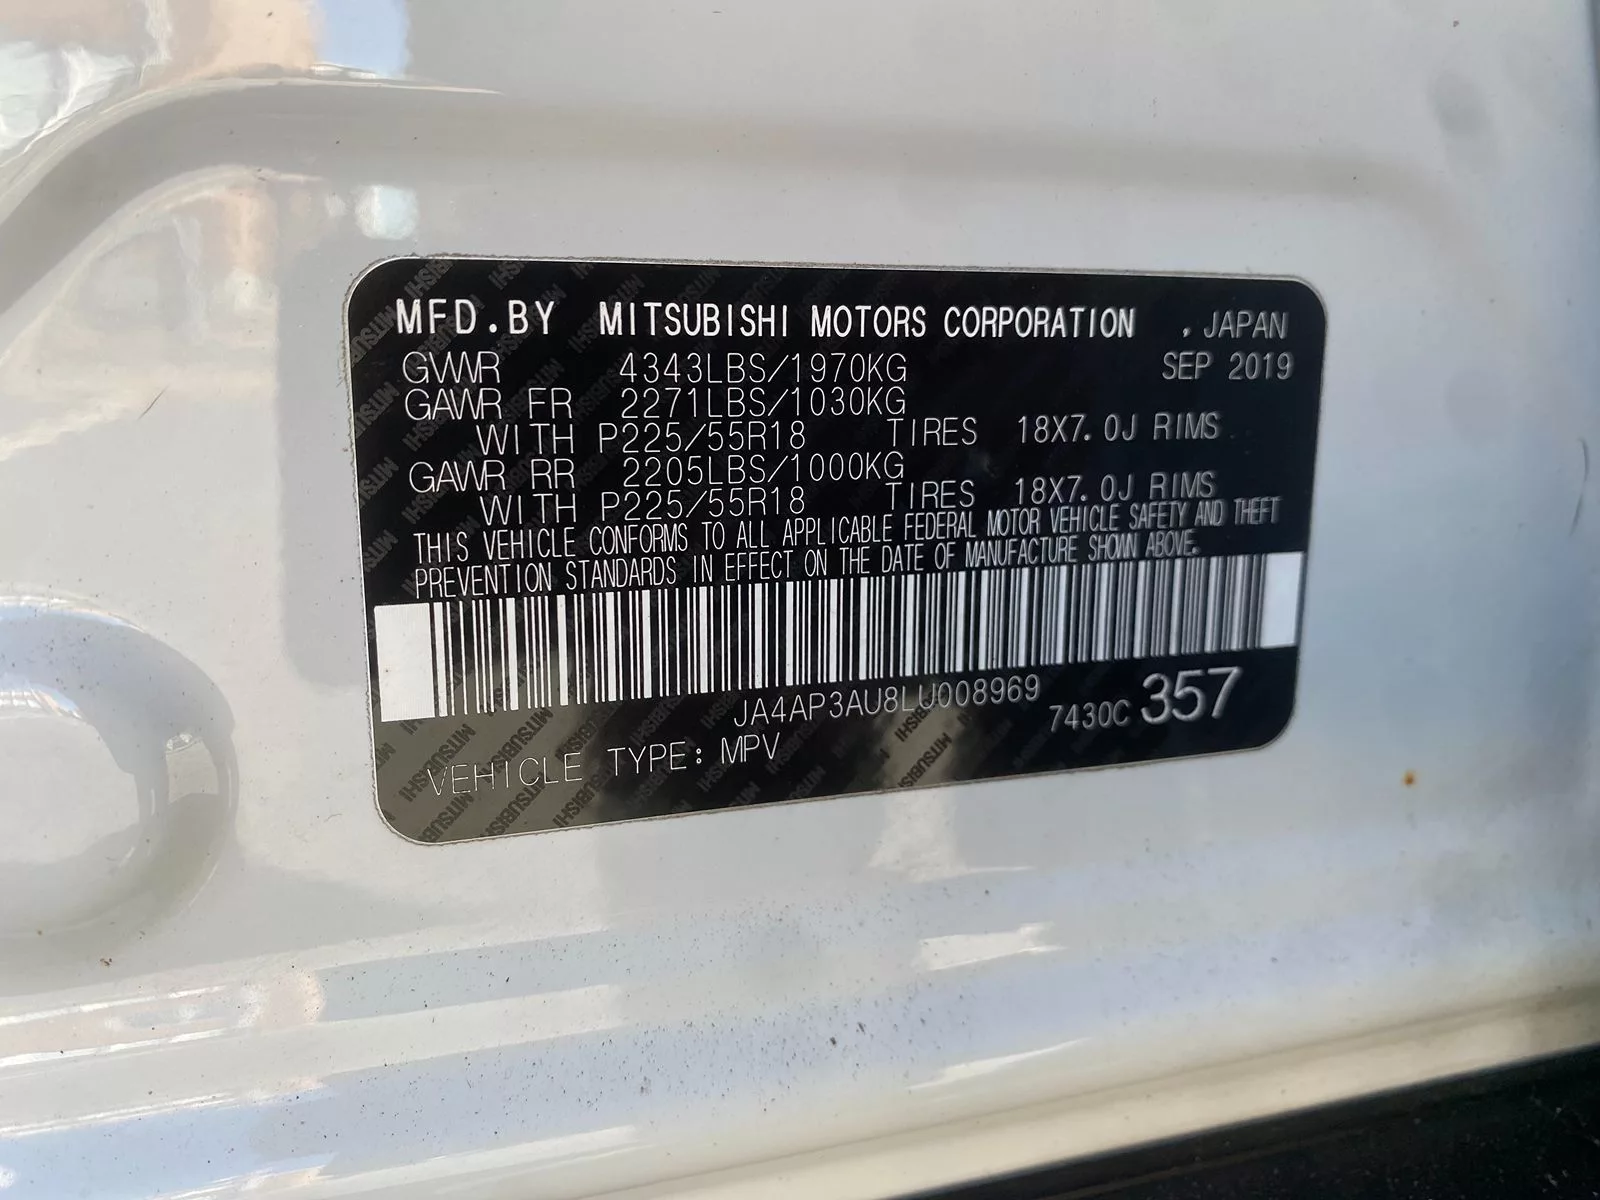 MFD.BY MITSUBISHI MOTORS CORPORATION , JAPAN
GVWR 4343LBS/1970KG SEP 2019
GAWR FR 2271LBS/1030KG
WITH P225/55R18 TIRES 18X7.0J RIMS
GAWR RR 2205LBS/1000KG
WITH P225/55R18 TIRES 18X7.0J RIMS
THIS VEHICLE CONFORMS TO ALL APPLICABLE FEDERAL MOTOR VEHICLE SAFETY AND THEFT
PREVENTION STANDARDS IN EFFECT ON THE DATE OF MANUFACTURE SHOWN ABOVE.
JA4AP3AU8LU008969 7430C 357
VEHICLE TYPE: MPV